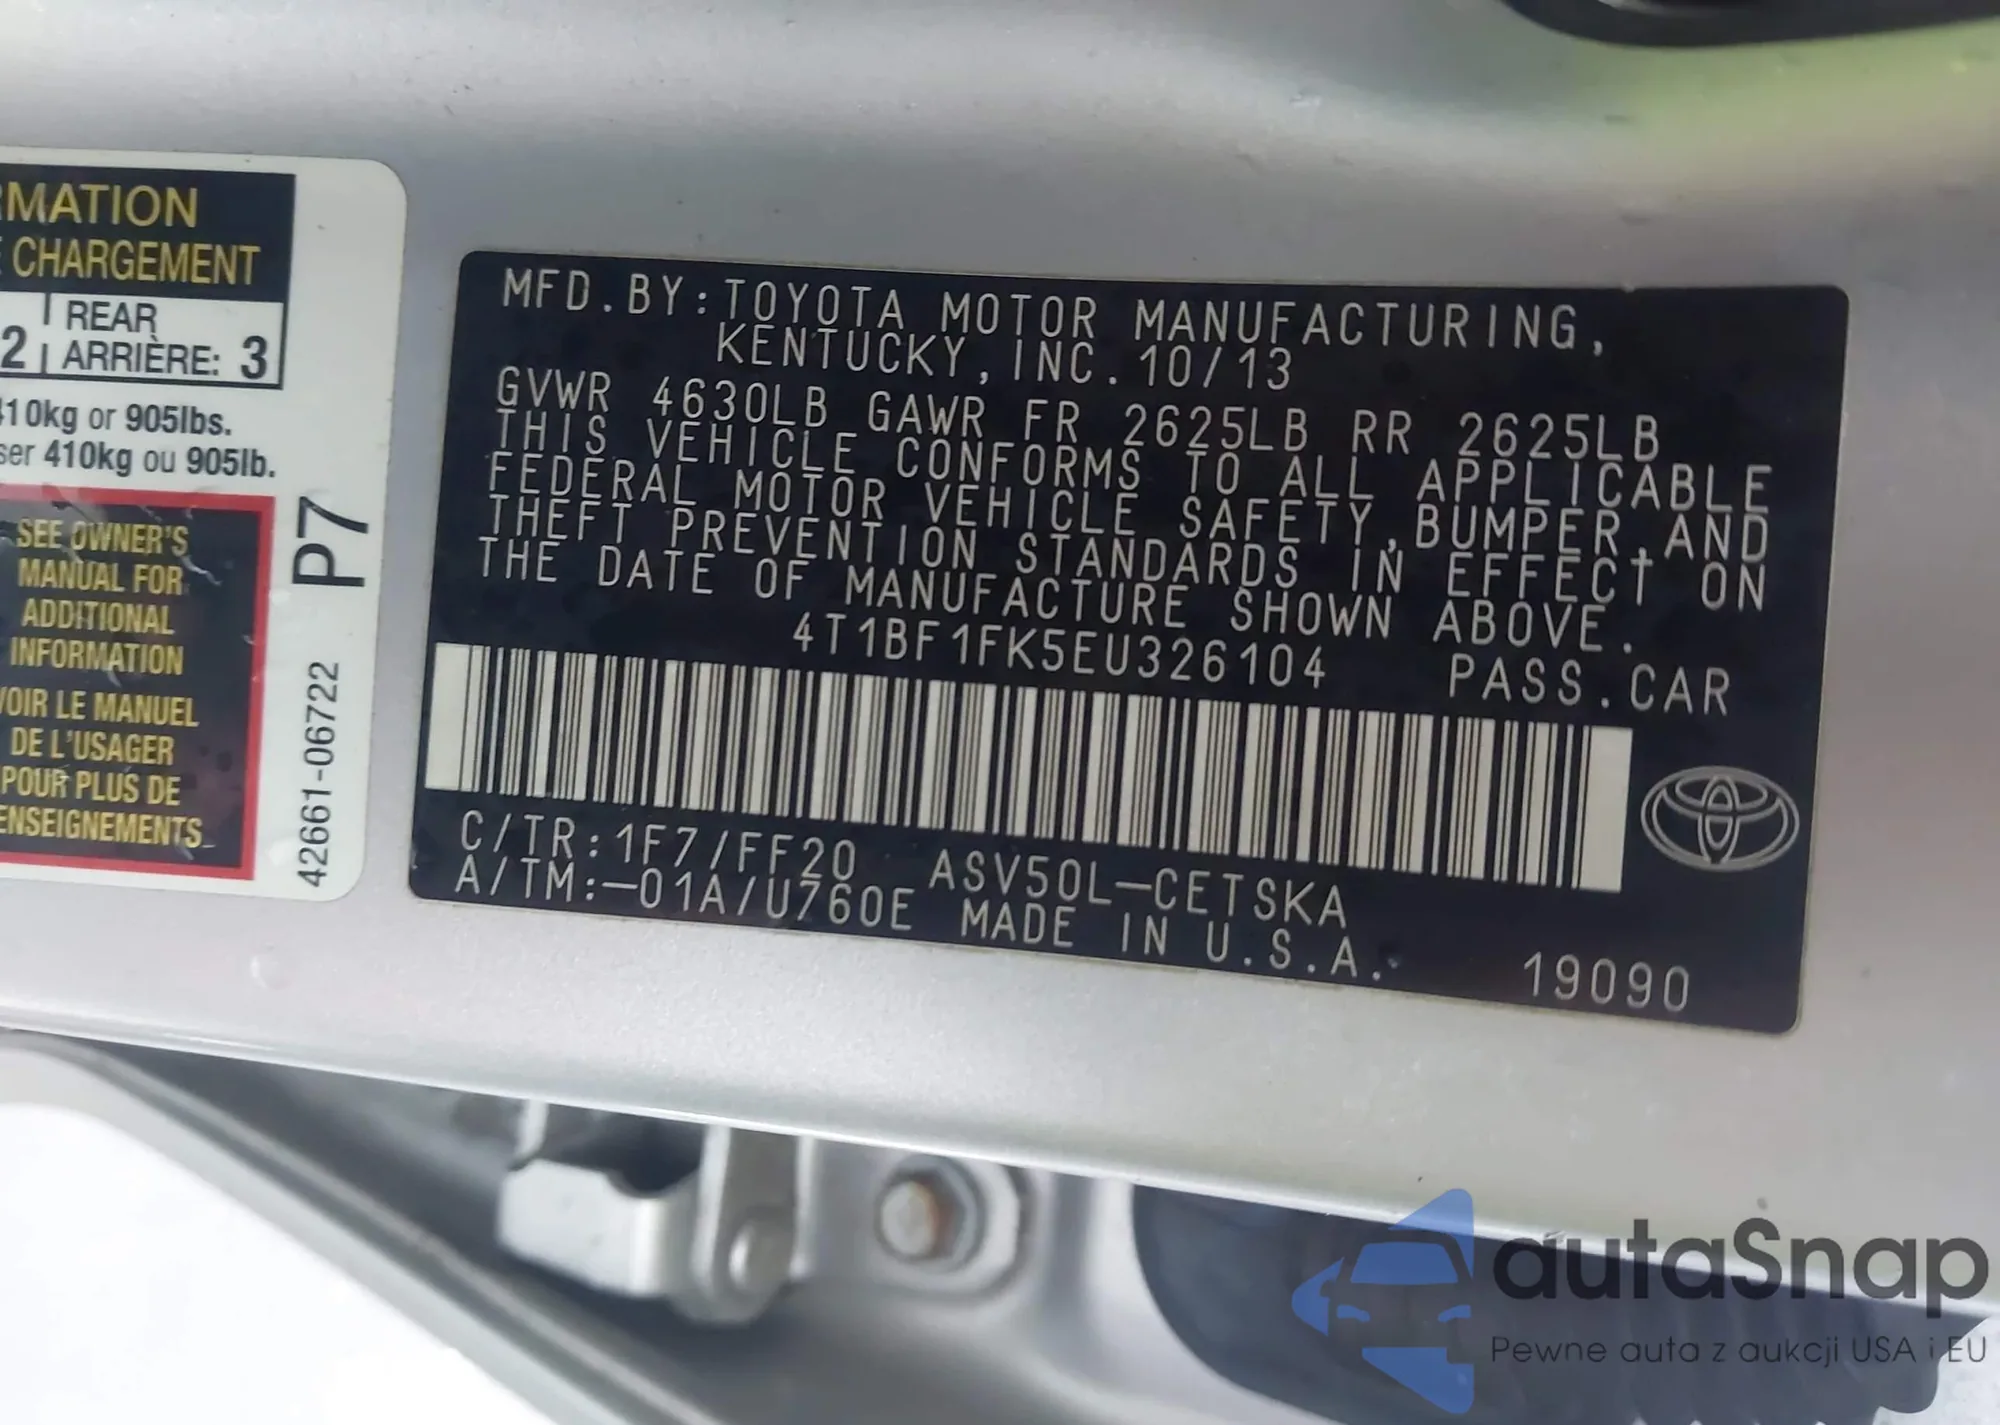 MATION
CHARGEMENT
REAR
2 ARRIÈRE: 3
410kg or 905lbs.
ser 410kg ou 905lb.
SEE OWNER'S
MANUAL FOR
ADDITIONAL
INFORMATION
VOIR LE MANUEL
DE L'USAGER
POUR PLUS DE
ENSEIGNEMENTS
P7
42661-06722
MFD.BY:TOYOTA MOTOR MANUFACTURING,
KENTUCKY,INC.10/13
GVWR 4630LB GAWR FR 2625LB RR 2625LB
THIS VEHICLE CONFORMS TO ALL APPLICABLE
FEDERAL MOTOR VEHICLE SAFETY,BUMPER,AND
THEFT PREVENTION STANDARDS IN EFFECT ON
THE DATE OF MANUFACTURE SHOWN ABOVE.
4T1BF1FK5EU326104 PASS.CAR
C/TR:1F7/FF20 ASV50L-CETSKA
A/TM:-01A/U760E MADE IN U.S.A.
19090
autaSnap
Pewne auta z aukcji USA i EU